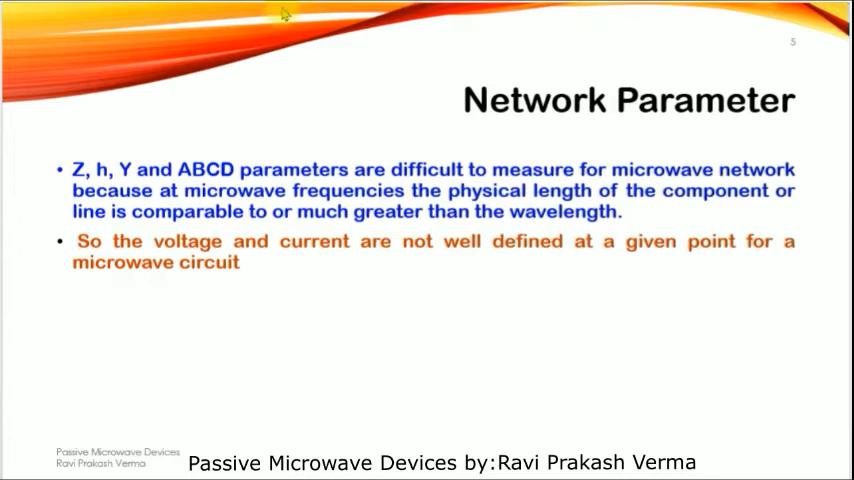 5
Network Parameter
• Z, h, Y and ABCD parameters are difficult to measure for microwave network
because at microwave frequencies the physical length of the component or
line is comparable to or much greater than the wavelength.
• So the voltage and current are not well defined at a given point for a
microwave circuit
Passive Microwave Devices
Ravi Prakash Verma
Passive Microwave Devices by:Ravi Prakash Verma